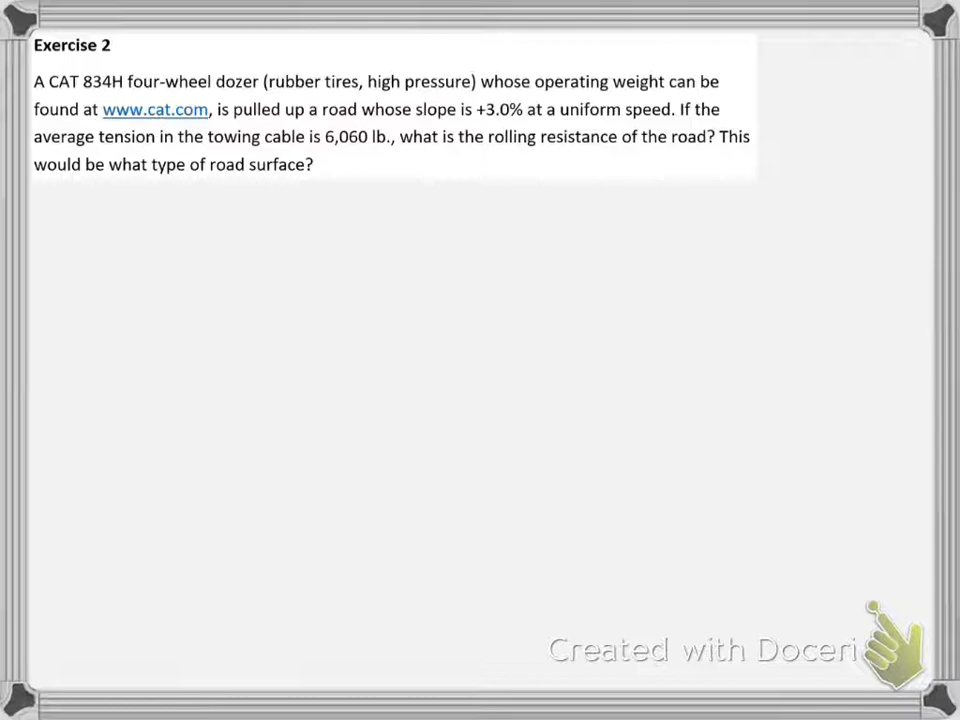 Exercise 2
A CAT 834H four-wheel dozer (rubber tires, high pressure) whose operating weight can be
found at www.cat.com, is pulled up a road whose slope is +3.0% at a uniform speed. If the
average tension in the towing cable is 6,060 lb., what is the rolling resistance of the road? This
would be what type of road surface?
Created with Doceri